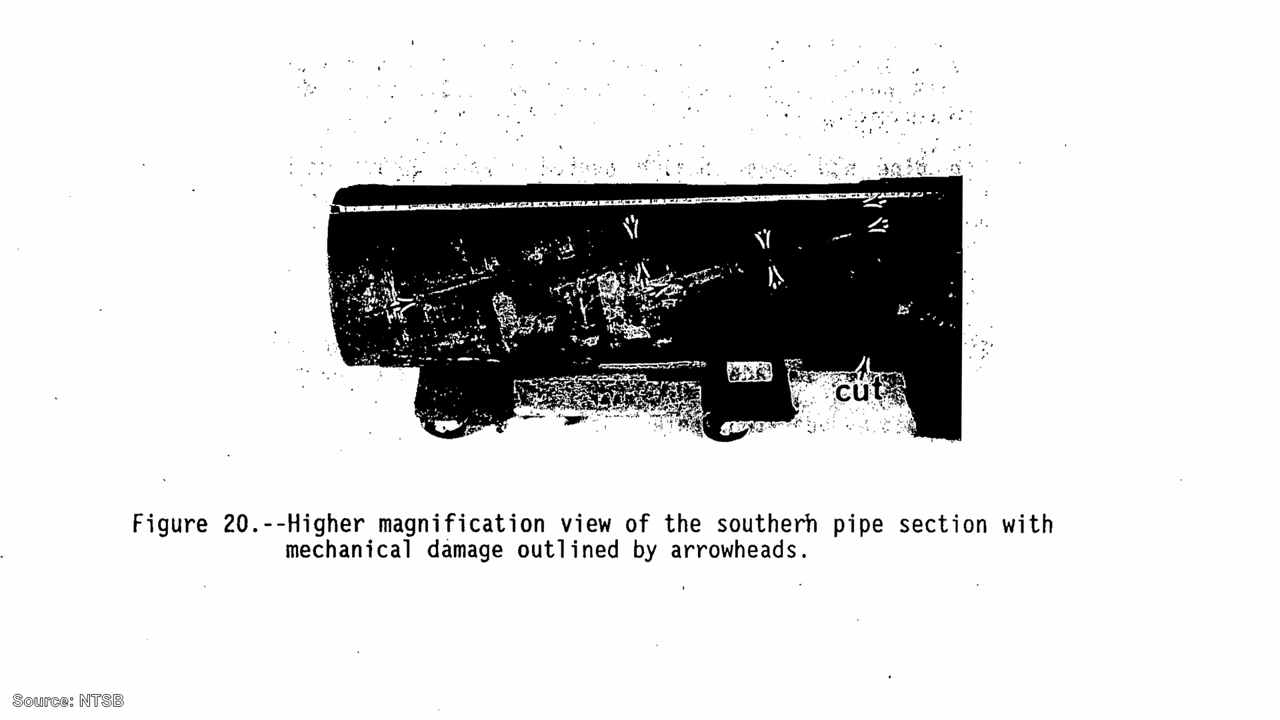 cut
Figure 20.--Higher magnification view of the southern pipe section with
mechanical damage outlined by arrowheads.
Source: NTSB